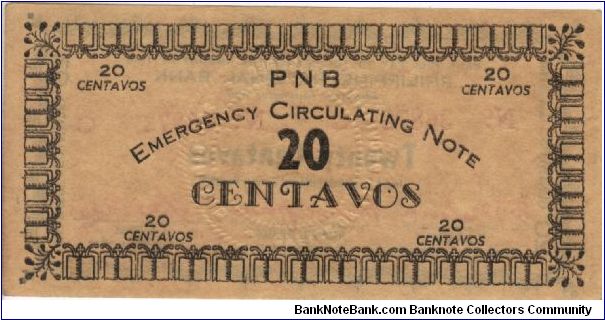 PNB
20 CENTAVOS
20 CENTAVOS
EMERGENCY CIRCULATING NOTE
20
CENTAVOS
20 CENTAVOS
20 CENTAVOS
BankNoteBank.com Banknote Collectors Community